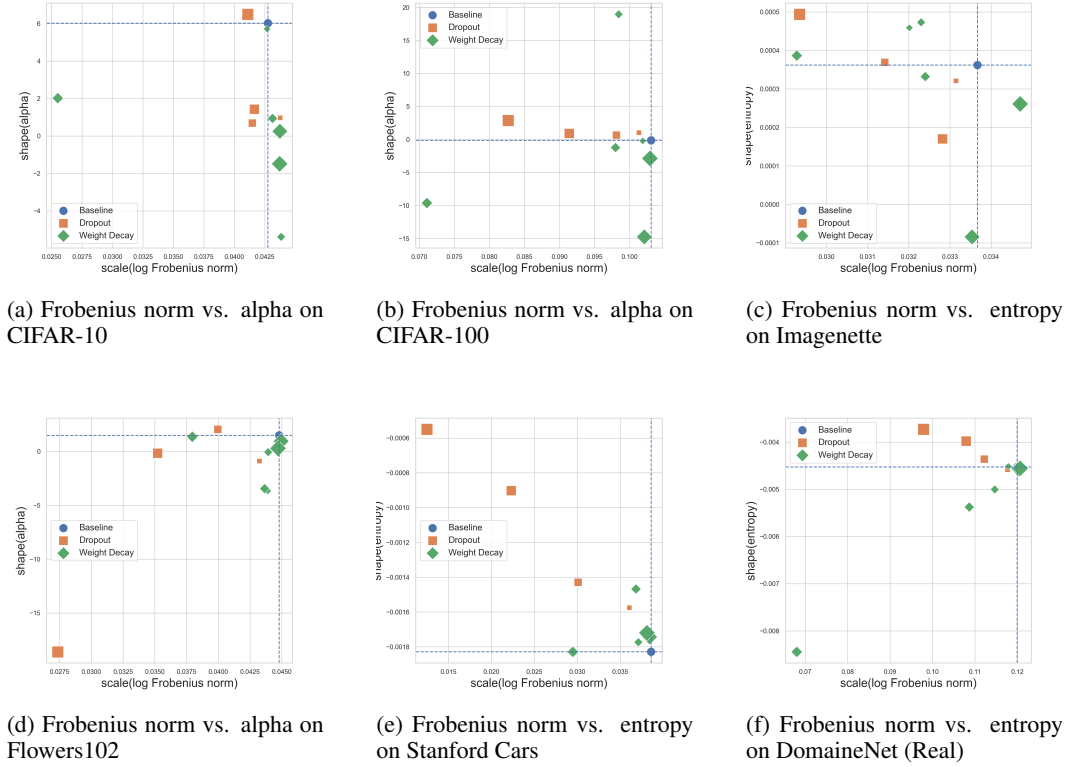 6
4
2
0
−2
−4
shape(alpha)
Baseline
Dropout
Weight Decay
0.0250 0.0275 0.0300 0.0325 0.0350 0.0375 0.0400 0.0425
scale(log Frobenius norm)
(a) Frobenius norm vs. alpha on
CIFAR-10
20
15
10
5
0
−5
−10
−15
shape(alpha)
Baseline
Dropout
Weight Decay
0.070 0.075 0.080 0.085 0.090 0.095 0.100
scale(log Frobenius norm)
(b) Frobenius norm vs. alpha on
CIFAR-100
0.0005
0.0004
0.0003
0.0002
0.0001
0.0000
−0.0001
shape(entropy)
Baseline
Dropout
Weight Decay
0.030 0.031 0.032 0.033 0.034
scale(log Frobenius norm)
(c) Frobenius norm vs. entropy
on Imagenette
0
−5
−10
−15
shape(alpha)
Baseline
Dropout
Weight Decay
0.0275 0.0300 0.0325 0.0350 0.0375 0.0400 0.0425 0.0450
scale(log Frobenius norm)
(d) Frobenius norm vs. alpha on
Flowers102
−0.0006
−0.0008
−0.0010
−0.0012
−0.0014
−0.0016
−0.0018
shape(entropy)
Baseline
Dropout
Weight Decay
0.015 0.020 0.025 0.030 0.035
scale(log Frobenius norm)
(e) Frobenius norm vs. entropy
on Stanford Cars
−0.004
−0.005
−0.006
−0.007
−0.008
shape(entropy)
Baseline
Dropout
Weight Decay
0.07 0.08 0.09 0.10 0.11 0.12
scale(log Frobenius norm)
(f) Frobenius norm vs. entropy
on DomaineNet (Real)